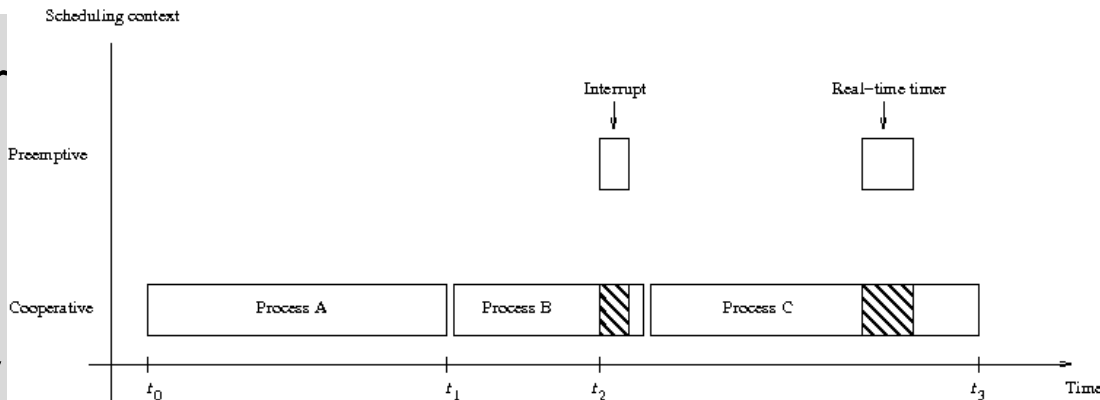 Scheduling context
Interrupt
Real-time timer
Preemptive
Cooperative
Process A
Process B
Process C
t0
t1
t2
t3
Time